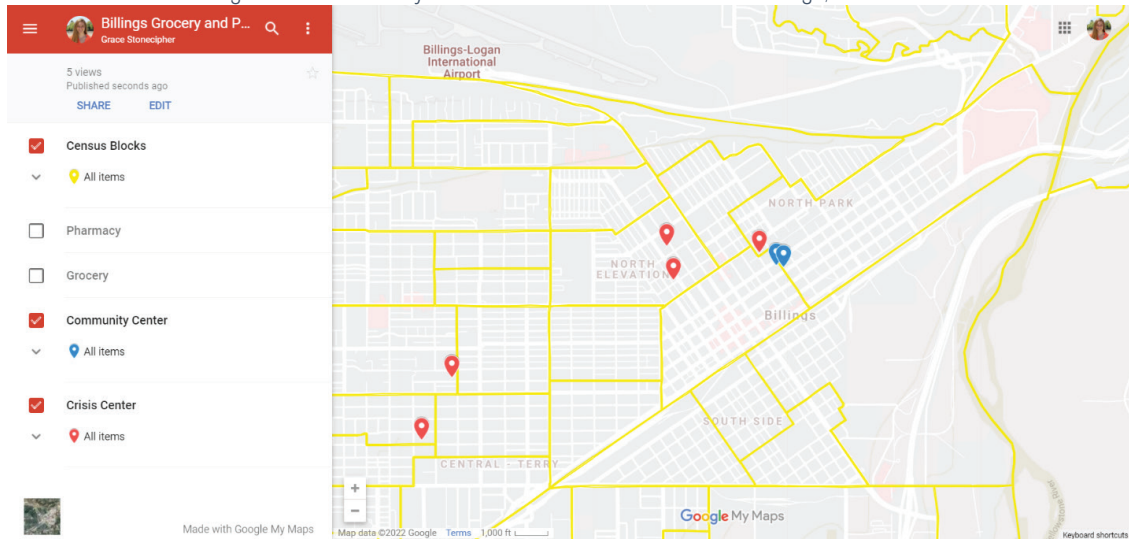 Billings Grocery and P...
Grace Stonecipher
5 views
Published seconds ago
SHARE EDIT
Census Blocks
All items
Pharmacy
Grocery
Community Center
All items
Crisis Center
All items
Made with Google My Maps
Billings-Logan
International
Airport
NORTH PARK
NORTH
ELEVATION
Billings
SOUTH SIDE
CENTRAL - TERRY
+
−
Google My Maps
Map data ©2022 Google Terms 1,000 ft
Keyboard shortcuts